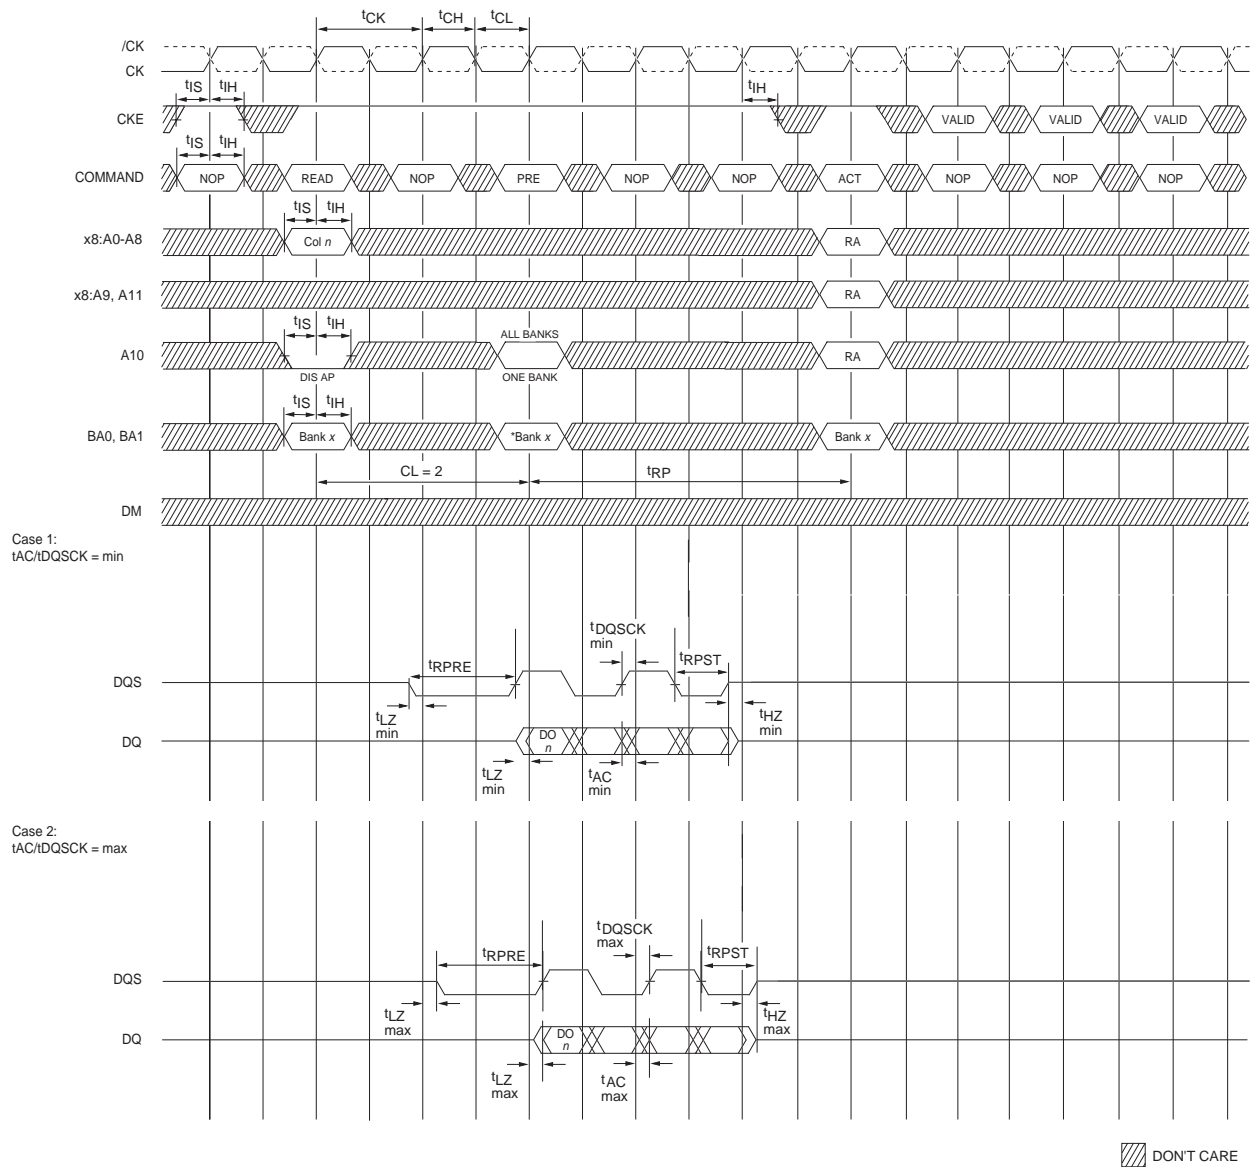 tCK tCH tCL
/CK
CK
tIS tIH tIH
CKE VALID VALID VALID
tIS tIH
COMMAND NOP READ NOP PRE NOP NOP ACT NOP NOP NOP
tIS tIH
x8:A0-A8 Col n RA
x8:A9, A11 RA
tIS tIH ALL BANKS
A10 RA
DIS AP ONE BANK
tIS tIH
BA0, BA1 Bank x *Bank x Bank x
CL = 2 tRP
DM
Case 1:
tAC/tDQSCK = min
tDQSCK
min
tRPRE tRPST
DQS
tLZ
min
tHZ
min
DQ DO
n
tLZ
min
tAC
min
Case 2:
tAC/tDQSCK = max
tDQSCK
max
tRPRE tRPST
DQS
tLZ
max
tHZ
max
DQ DO
n
tLZ
max
tAC
max
DON'T CARE